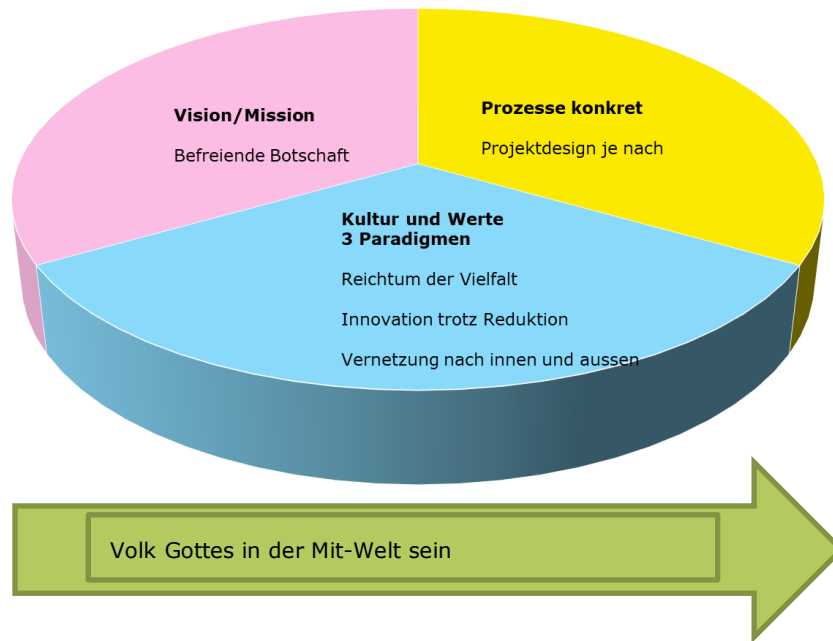 Vision/Mission
Befreiende Botschaft
Prozesse konkret
Projektdesign je nach
Kultur und Werte
3 Paradigmen
Reichtum der Vielfalt
Innovation trotz Reduktion
Vernetzung nach innen und aussen
Volk Gottes in der Mit-Welt sein